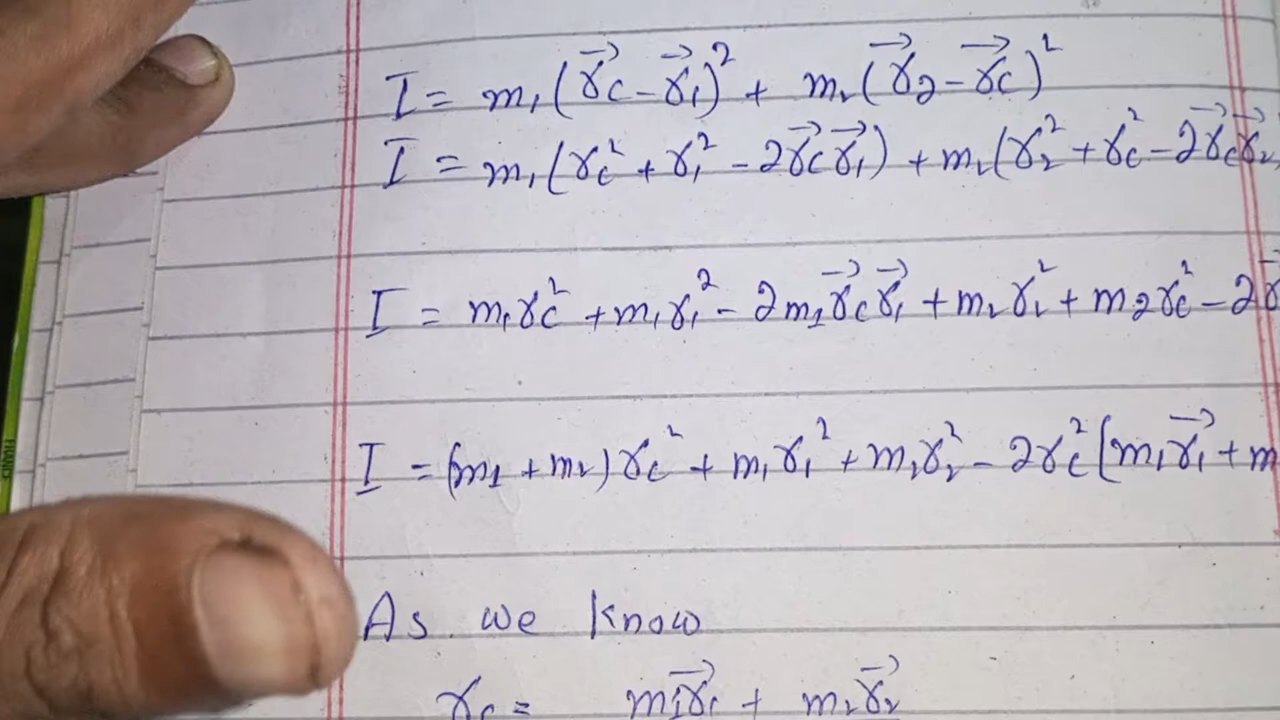 I = m₁(r⃗c - r⃗₁)² + m₂(r⃗₂ - r⃗c)²
I = m₁(rc² + r₁² - 2r⃗c r⃗₁) + m₂(r₂² + rc² - 2r⃗c r⃗₂
I = m₁rc² + m₁r₁² - 2m₁r⃗c r⃗₁ + m₂r₂² + m₂rc² - 2r⃗
I = (m₁ + m₂)rc² + m₁r₁² + m₂r₂² - 2rc²(m₁r⃗₁ + m
As we know
rc = m₁r⃗₁ + m₂r⃗₂